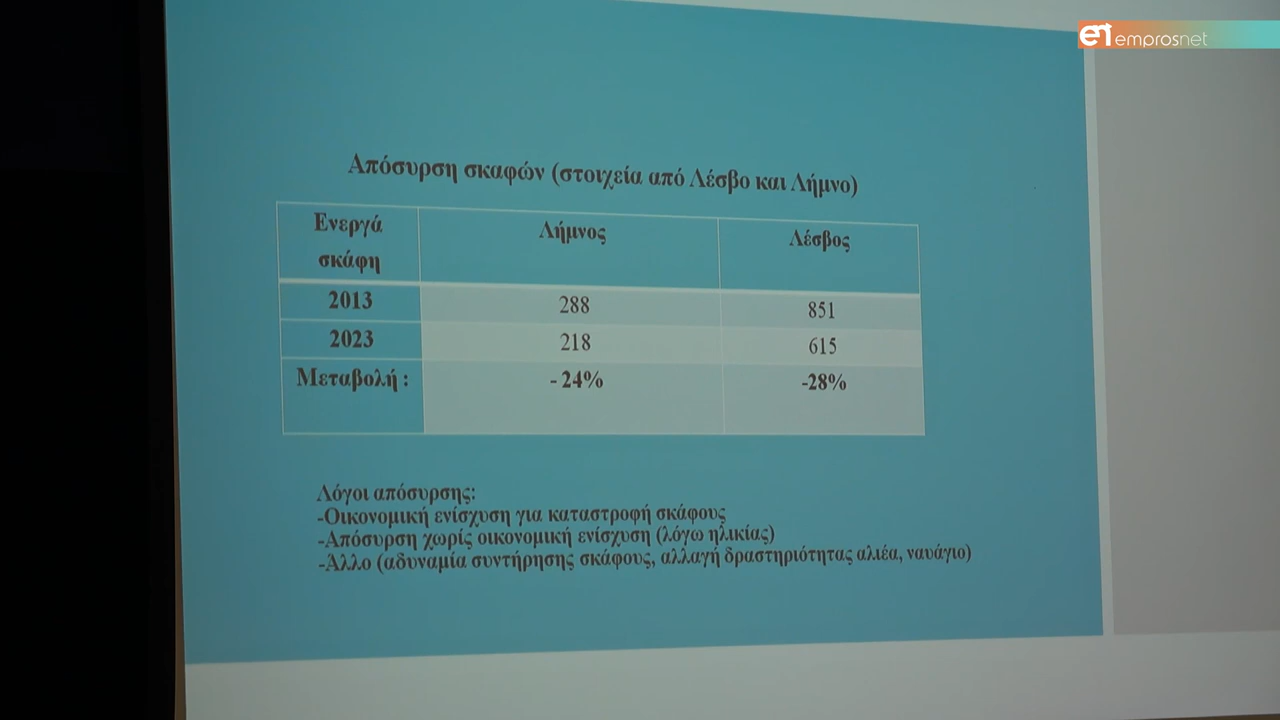 en emprosnet
Απόσυρση σκαφών (στοιχεία από Λέσβο και Λήμνο)
Ενεργά σκάφη Λήμνος Λέσβος
2013 288 851
2023 218 615
Μεταβολή : - 24% -28%
Λόγοι απόσυρσης:
-Οικονομική ενίσχυση για καταστροφή σκάφους
-Απόσυρση χωρίς οικονομική ενίσχυση (λόγω ηλικίας)
-Άλλο (αδυναμία συντήρησης σκάφους, αλλαγή δραστηριότητας αλιέα, ναυάγιο)